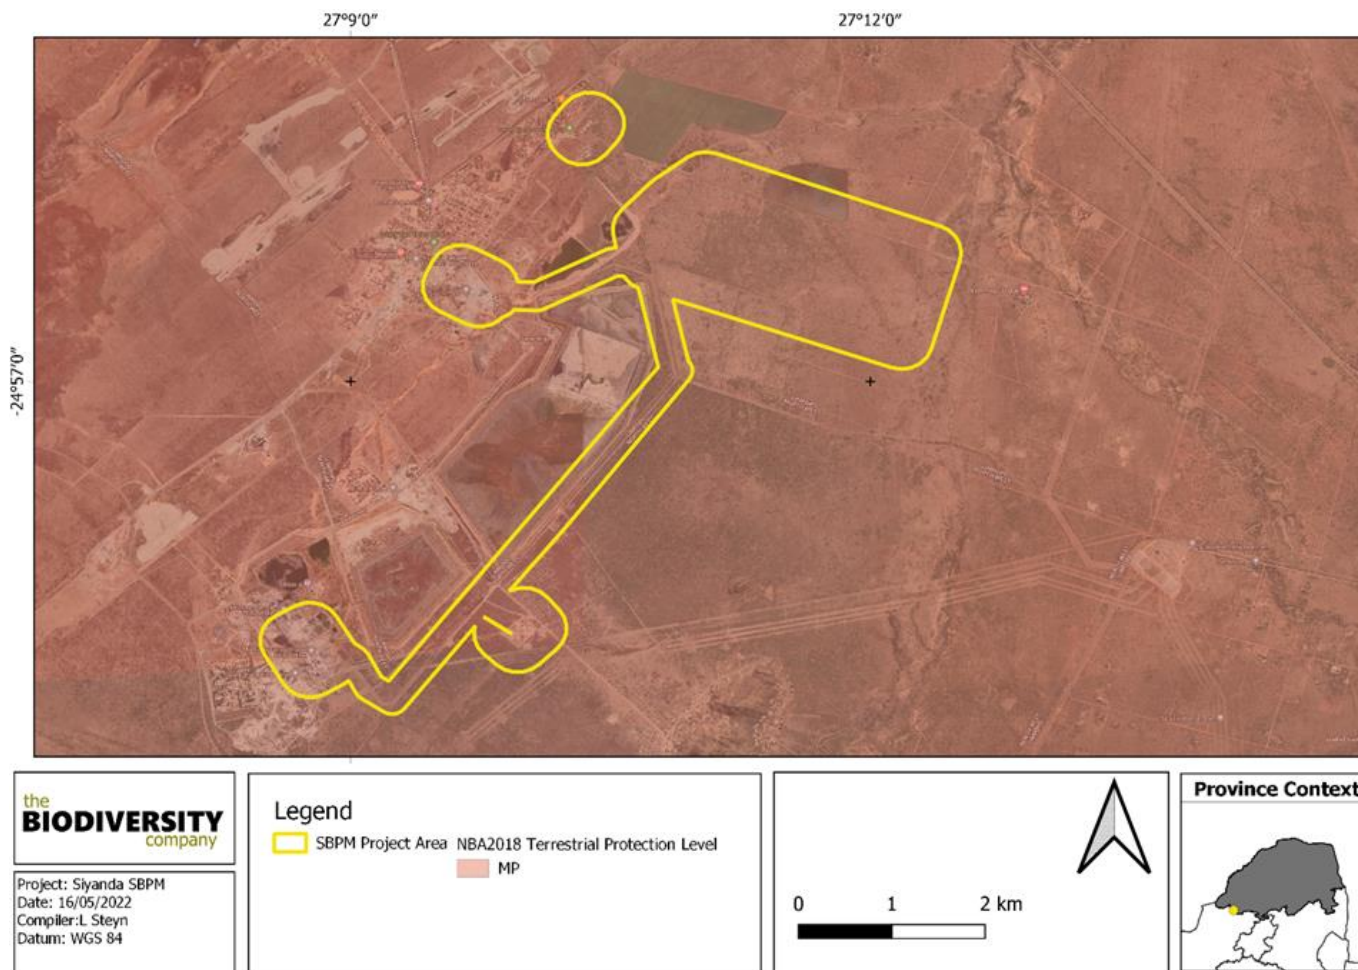 27°9′0″ 27°12′0″
-24°57′0″
the
BIODIVERSITY
company
Project: Siyanda SBPM
Date: 16/05/2022
Compiler:L Steyn
Datum: WGS 84
Legend
SBPM Project Area NBA2018 Terrestrial Protection Level
MP
0 1 2 km
Province Context